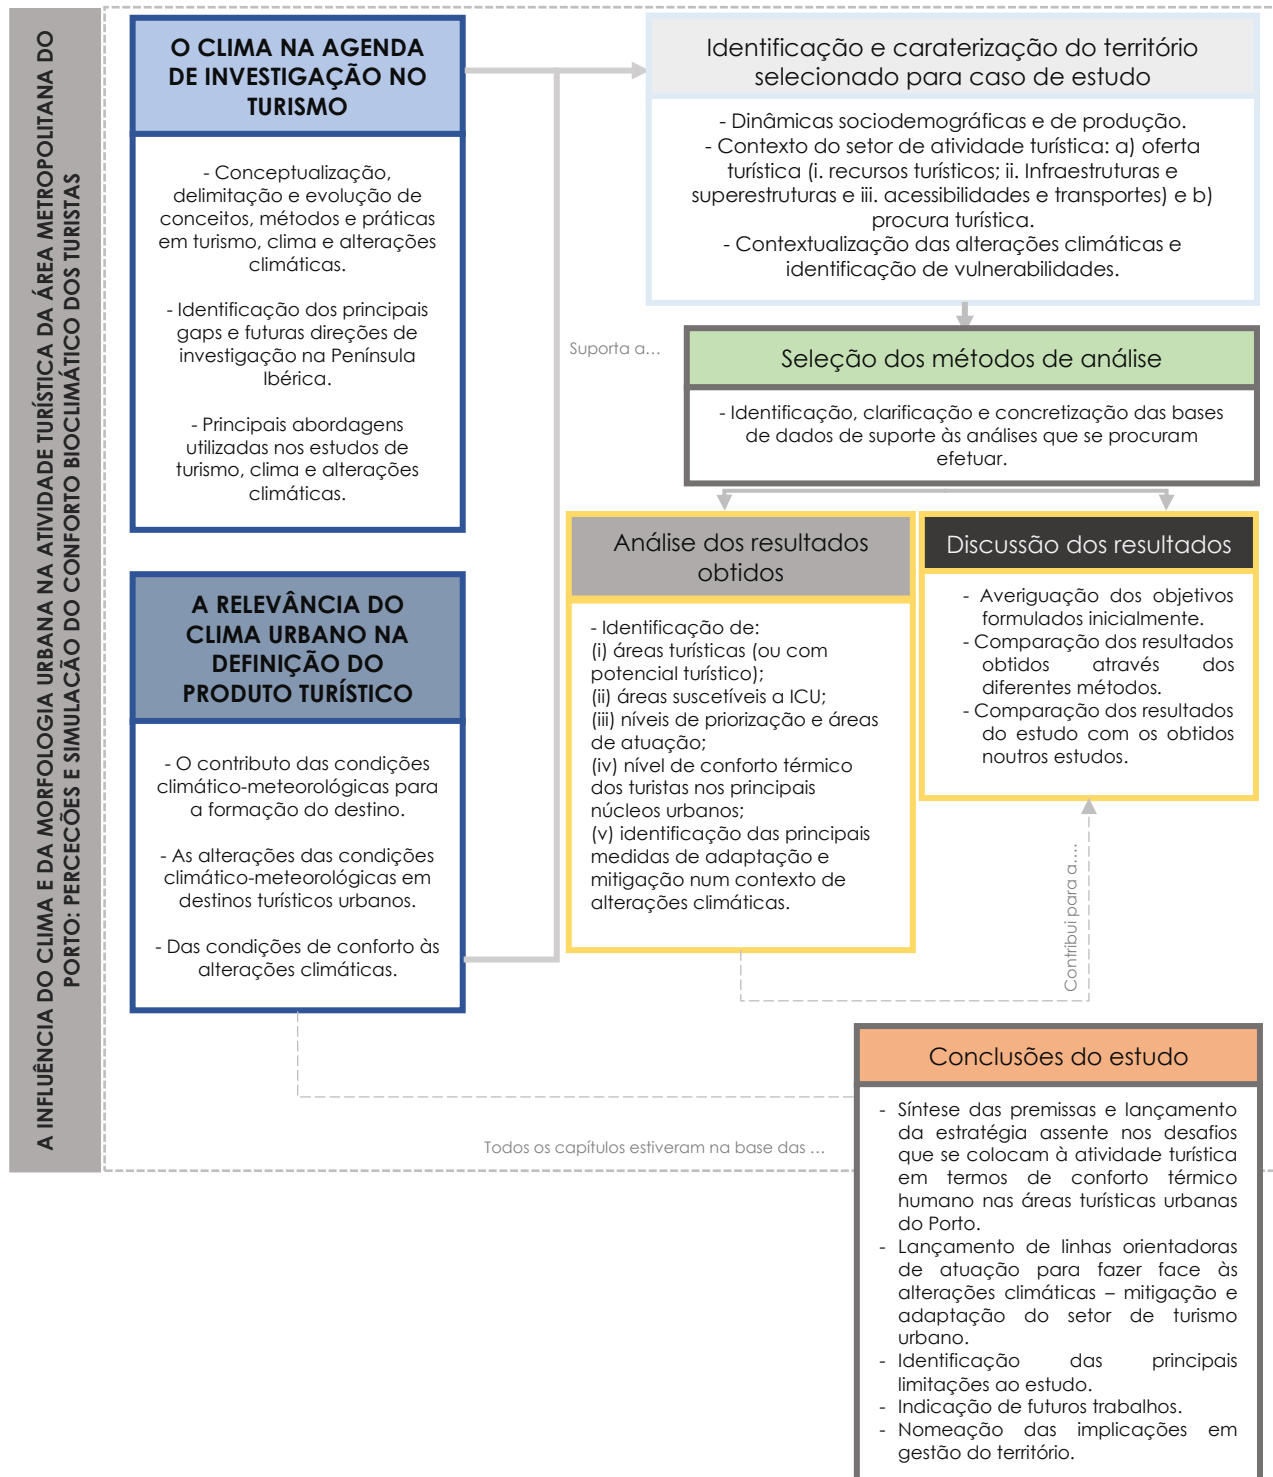 A INFLUÊNCIA DO CLIMA E DA MORFOLOGIA URBANA NA ATIVIDADE TURÍSTICA DA ÁREA METROPOLITANA DO
PORTO: PERCECÕES E SIMULAÇÃO DO CONFORTO BIOCLIMÁTICO DOS TURISTAS
O CLIMA NA AGENDA
DE INVESTIGAÇÃO NO
TURISMO
- Conceptualização,
delimitação e evolução de
conceitos, métodos e práticas
em turismo, clima e alterações
climáticas.
- Identificação dos principais
gaps e futuras direções de
investigação na Península
Ibérica.
- Principais abordagens
utilizadas nos estudos de
turismo, clima e alterações
climáticas.
A RELEVÂNCIA DO
CLIMA URBANO NA
DEFINIÇÃO DO
PRODUTO TURÍSTICO
- O contributo das condições
climático-meteorológicas para
a formação do destino.
- As alterações das condições
climático-meteorológicas em
destinos turísticos urbanos.
- Das condições de conforto às
alterações climáticas.
Suporta a...
Identificação e caraterização do território
selecionado para caso de estudo
- Dinâmicas sociodemográficas e de produção.
- Contexto do setor de atividade turística: a) oferta
turística (i. recursos turísticos; ii. Infraestruturas e
superestruturas e iii. acessibilidades e transportes) e b)
procura turística.
- Contextualização das alterações climáticas e
identificação de vulnerabilidades.
Seleção dos métodos de análise
- Identificação, clarificação e concretização das bases
de dados de suporte às análises que se procuram
efetuar.
Análise dos resultados
obtidos
- Identificação de:
(i) áreas turísticas (ou com
potencial turístico);
(ii) áreas suscetíveis a ICU;
(iii) níveis de priorização e áreas
de atuação;
(iv) nível de conforto térmico
dos turistas nos principais
núcleos urbanos;
(v) identificação das principais
medidas de adaptação e
mitigação num contexto de
alterações climáticas.
Discussão dos resultados
- Averiguação dos objetivos
formulados inicialmente.
- Comparação dos resultados
obtidos através dos
diferentes métodos.
- Comparação dos resultados
do estudo com os obtidos
noutros estudos.
Contribui para a....
Todos os capítulos estiveram na base das ...
Conclusões do estudo
- Síntese das premissas e lançamento
da estratégia assente nos desafios
que se colocam à atividade turística
em termos de conforto térmico
humano nas áreas turísticas urbanas
do Porto.
- Lançamento de linhas orientadoras
de atuação para fazer face às
alterações climáticas – mitigação e
adaptação do setor de turismo
urbano.
- Identificação das principais
limitações ao estudo.
- Indicação de futuros trabalhos.
- Nomeação das implicações em
gestão do território.